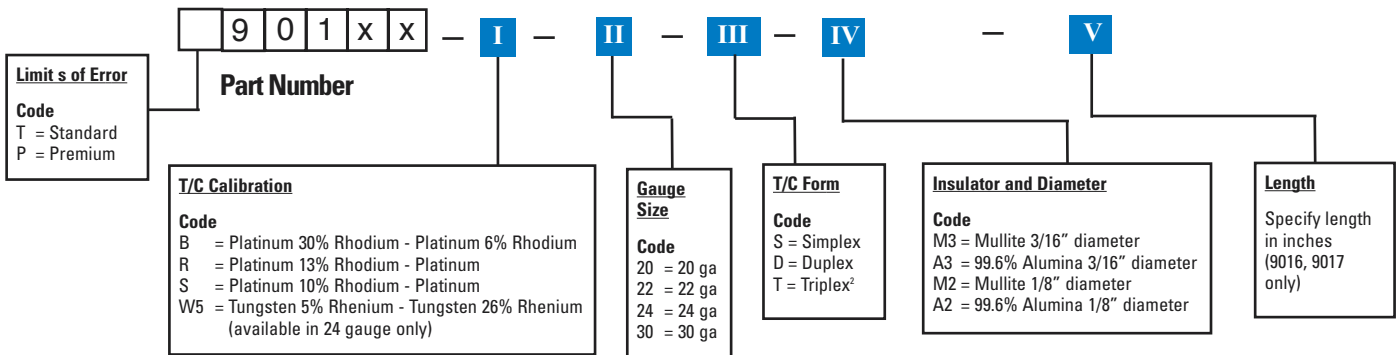 9 0 1 x x – I – II – III – IV – V
Part Number
Limit s of Error
Code
T = Standard
P = Premium
T/C Calibration
Code
B = Platinum 30% Rhodium - Platinum 6% Rhodium
R = Platinum 13% Rhodium - Platinum
S = Platinum 10% Rhodium - Platinum
W5 = Tungsten 5% Rhenium - Tungsten 26% Rhenium
(available in 24 gauge only)
Gauge
Size
Code
20 = 20 ga
22 = 22 ga
24 = 24 ga
30 = 30 ga
T/C Form
Code
S = Simplex
D = Duplex
T = Triplex²
Insulator and Diameter
Code
M3 = Mullite 3/16” diameter
A3 = 99.6% Alumina 3/16” diameter
M2 = Mullite 1/8” diameter
A2 = 99.6% Alumina 1/8” diameter
Length
Specify length
in inches
(9016, 9017
only)